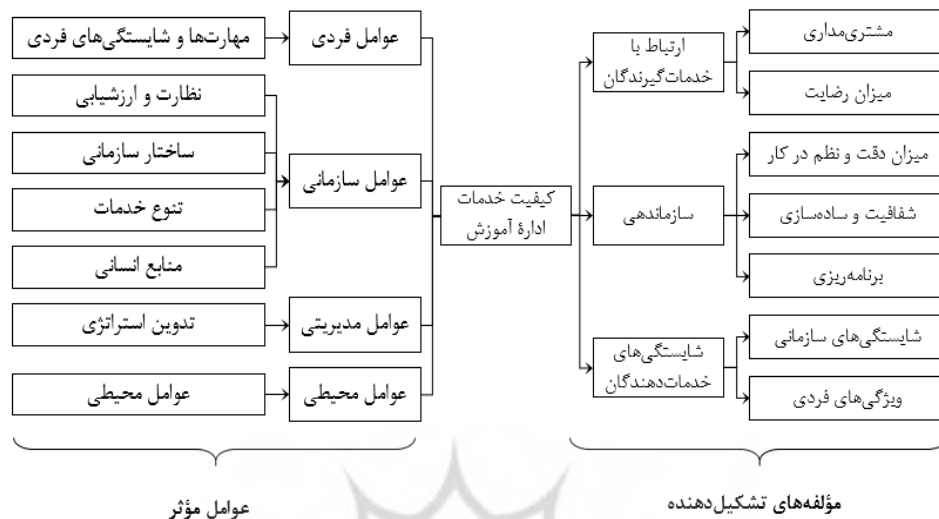 مشتری‌مداری
میزان رضایت
میزان دقت و نظم در کار
شفافیت و ساده‌سازی
برنامه‌ریزی
شایستگی‌های سازمانی
ویژگی‌های فردی
ارتباط با
خدمات‌گیرندگان
سازماندهی
شایستگی‌های
خدمات‌دهندگان
کیفیت خدمات
ادارهٔ آموزش
عوامل فردی
عوامل سازمانی
عوامل مدیریتی
عوامل محیطی
مهارت‌ها و شایستگی‌های فردی
نظارت و ارزشیابی
ساختار سازمانی
تنوع خدمات
منابع انسانی
تدوین استراتژی
عوامل محیطی
مؤلفه‌های تشکیل‌دهنده
عوامل مؤثر